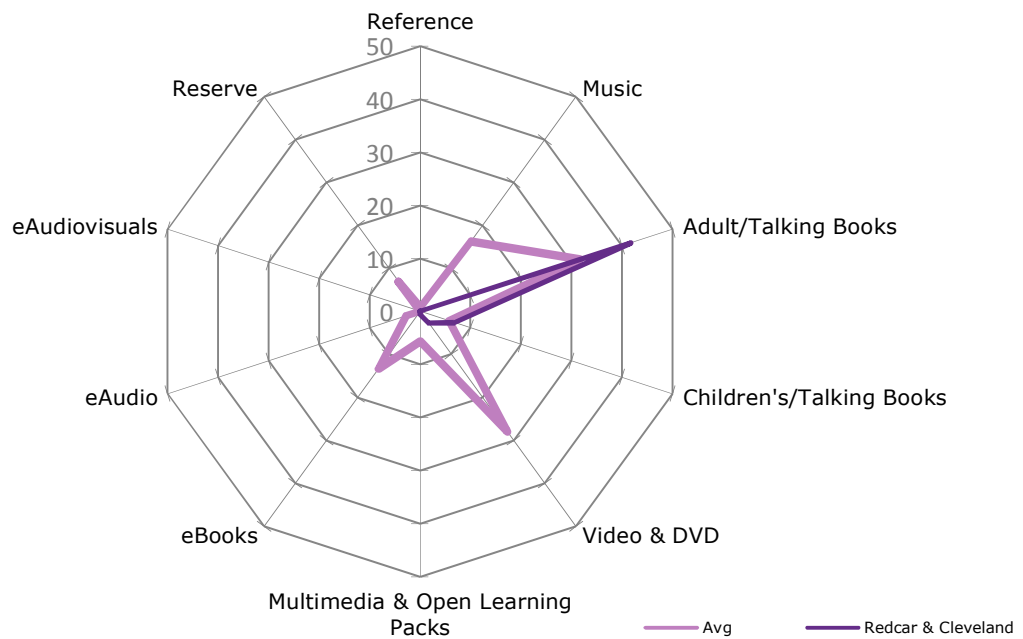 Reference
50
Reserve
Music
40
30
20
10
0
eAudiovisuals
Adult/Talking Books
eAudio
Children's/Talking Books
eBooks
Video & DVD
Multimedia & Open Learning
Packs
Avg
Redcar & Cleveland